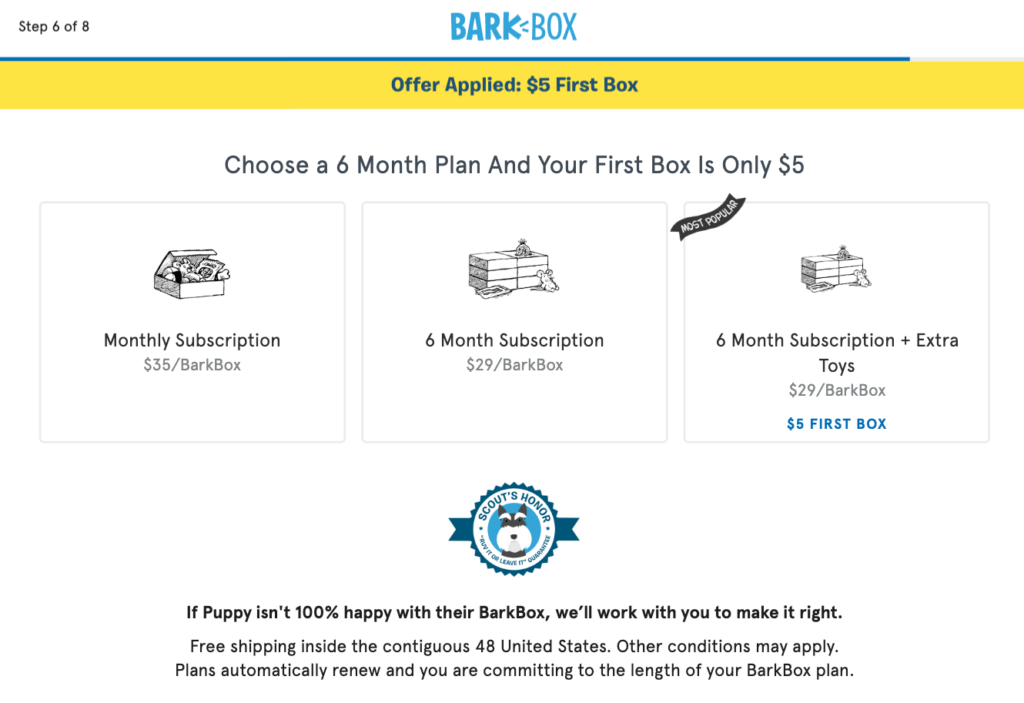 Step 6 of 8
BARK BOX
Offer Applied: $5 First Box
Choose a 6 Month Plan And Your First Box Is Only $5
MOST POPULAR
Monthly Subscription
$35/BarkBox
6 Month Subscription
$29/BarkBox
6 Month Subscription + Extra
Toys
$29/BarkBox
$5 FIRST BOX
SCOUT'S HONOR
"RUV IT OR LEAVE IT" GUARANTEE
If Puppy isn't 100% happy with their BarkBox, we’ll work with you to make it right.
Free shipping inside the contiguous 48 United States. Other conditions may apply.
Plans automatically renew and you are committing to the length of your BarkBox plan.